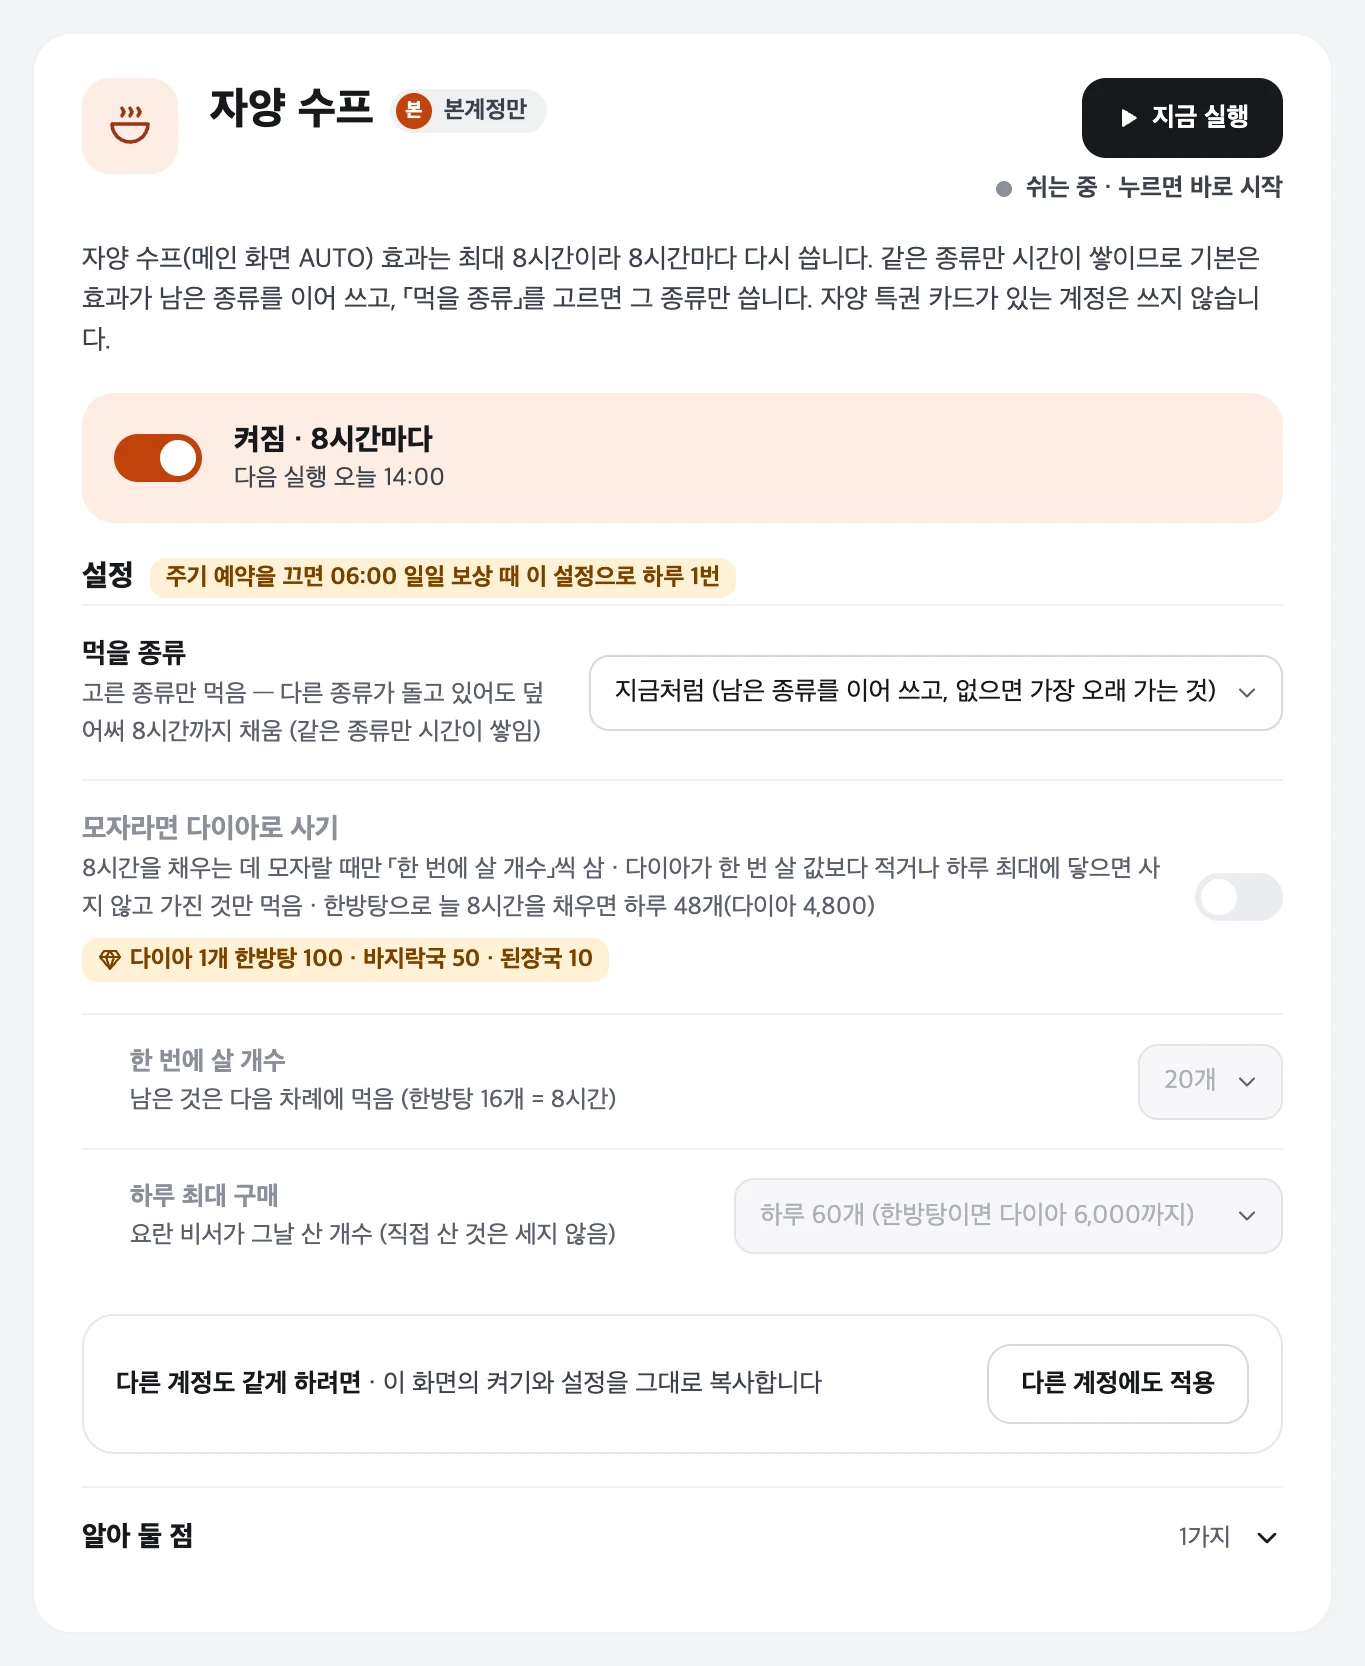 자양 수프
본 본계정만
▶ 지금 실행
쉬는 중 · 누르면 바로 시작
자양 수프(메인 화면 AUTO) 효과는 최대 8시간이라 8시간마다 다시 씁니다. 같은 종류만 시간이 쌓이므로 기본은
효과가 남은 종류를 이어 쓰고, 「먹을 종류」를 고르면 그 종류만 씁니다. 자양 특권 카드가 있는 계정은 쓰지 않습니
다.
켜짐 · 8시간마다
다음 실행 오늘 14:00
설정
주기 예약을 끄면 06:00 일일 보상 때 이 설정으로 하루 1번
먹을 종류
고른 종류만 먹음 — 다른 종류가 돌고 있어도 덮
어써 8시간까지 채움 (같은 종류만 시간이 쌓임)
지금처럼 (남은 종류를 이어 쓰고, 없으면 가장 오래 가는 것)
모자라면 다이아로 사기
8시간을 채우는 데 모자랄 때만 「한 번에 살 개수」씩 삼 · 다이아가 한 번 살 값보다 적거나 하루 최대에 닿으면 사
지 않고 가진 것만 먹음 · 한방탕으로 늘 8시간을 채우면 하루 48개(다이아 4,800)
다이아 1개 한방탕 100 · 바지락국 50 · 된장국 10
한 번에 살 개수
남은 것은 다음 차례에 먹음 (한방탕 16개 = 8시간)
20개
하루 최대 구매
요란 비서가 그날 산 개수 (직접 산 것은 세지 않음)
하루 60개 (한방탕이면 다이아 6,000까지)
다른 계정도 같게 하려면 · 이 화면의 켜기와 설정을 그대로 복사합니다
다른 계정에도 적용
알아 둘 점
1가지